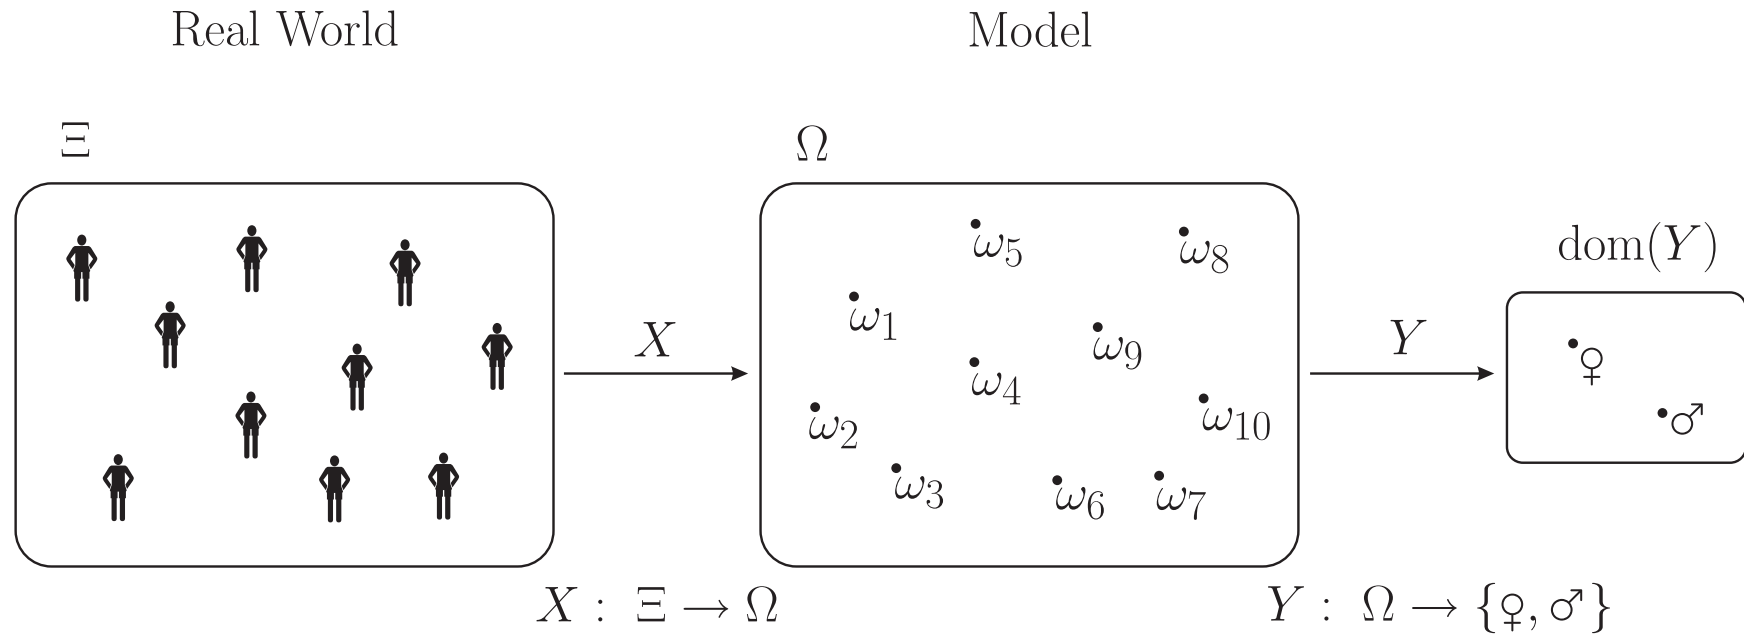 Real World
Model
Ξ
Ω
X
Y
dom(Y)
ω5
ω8
ω1
ω9
ω4
ω2
ω10
ω3
ω6
ω7
♀
♂
X : Ξ → Ω
Y : Ω → {♀, ♂}